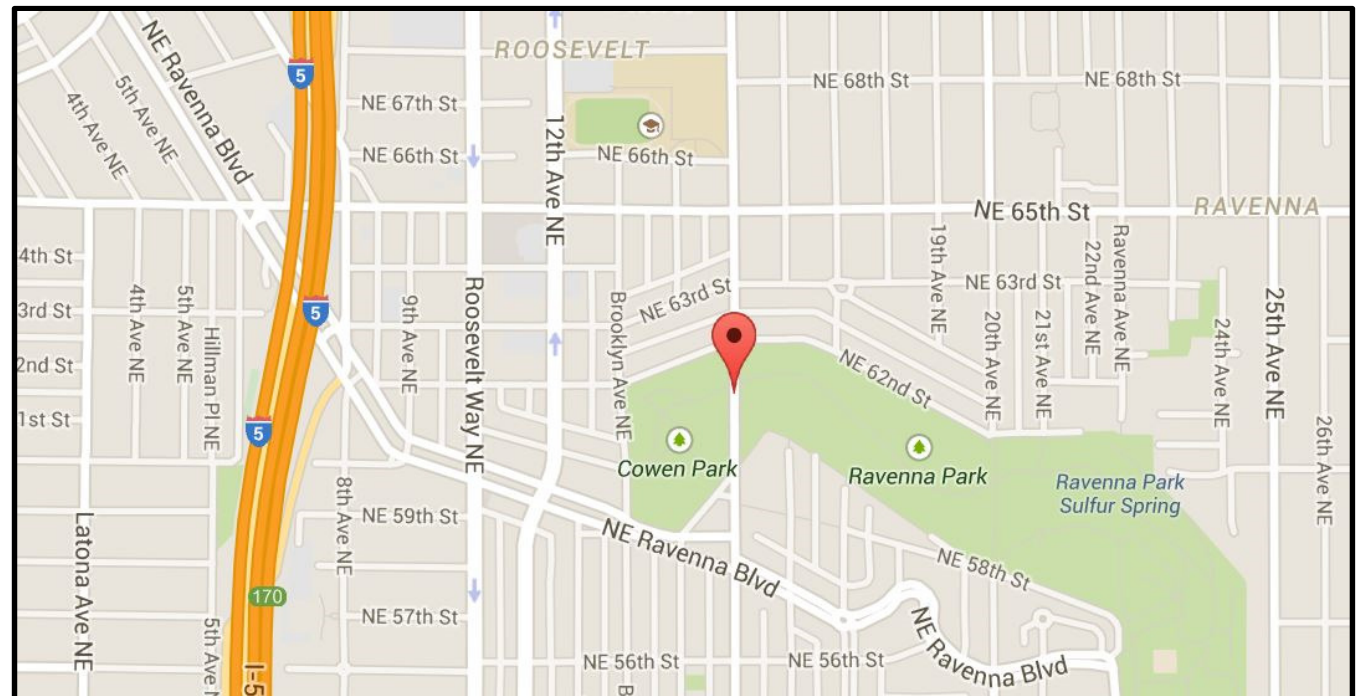 ROOSEVELT
NE Ravenna Blvd
5
NE 68th St
NE 68th St
4th Ave NE
5th Ave NE
NE 67th St
12th Ave NE
NE 66th St
NE 66th St
NE 65th St
RAVENNA
4th St
19th Ave NE
22nd Ave NE
Ravenna Ave NE
3rd St
4th Ave NE
5th Ave NE
Hillman Pl NE
5
9th Ave NE
Roosevelt Way NE
Brooklyn Ave NE
NE 63rd St
NE 63rd St
20th Ave NE
21st Ave NE
24th Ave NE
25th Ave NE
2nd St
NE 62nd St
1st St
5
26th Ave NE
Cowen Park
Ravenna Park
Ravenna Park
Sulfur Spring
8th Ave NE
NE 59th St
Latona Ave NE
NE Ravenna Blvd
NE 58th St
170
NE 57th St
5th Ave N
I-5
NE 56th St
NE 56th St
NE Ravenna Blvd
B